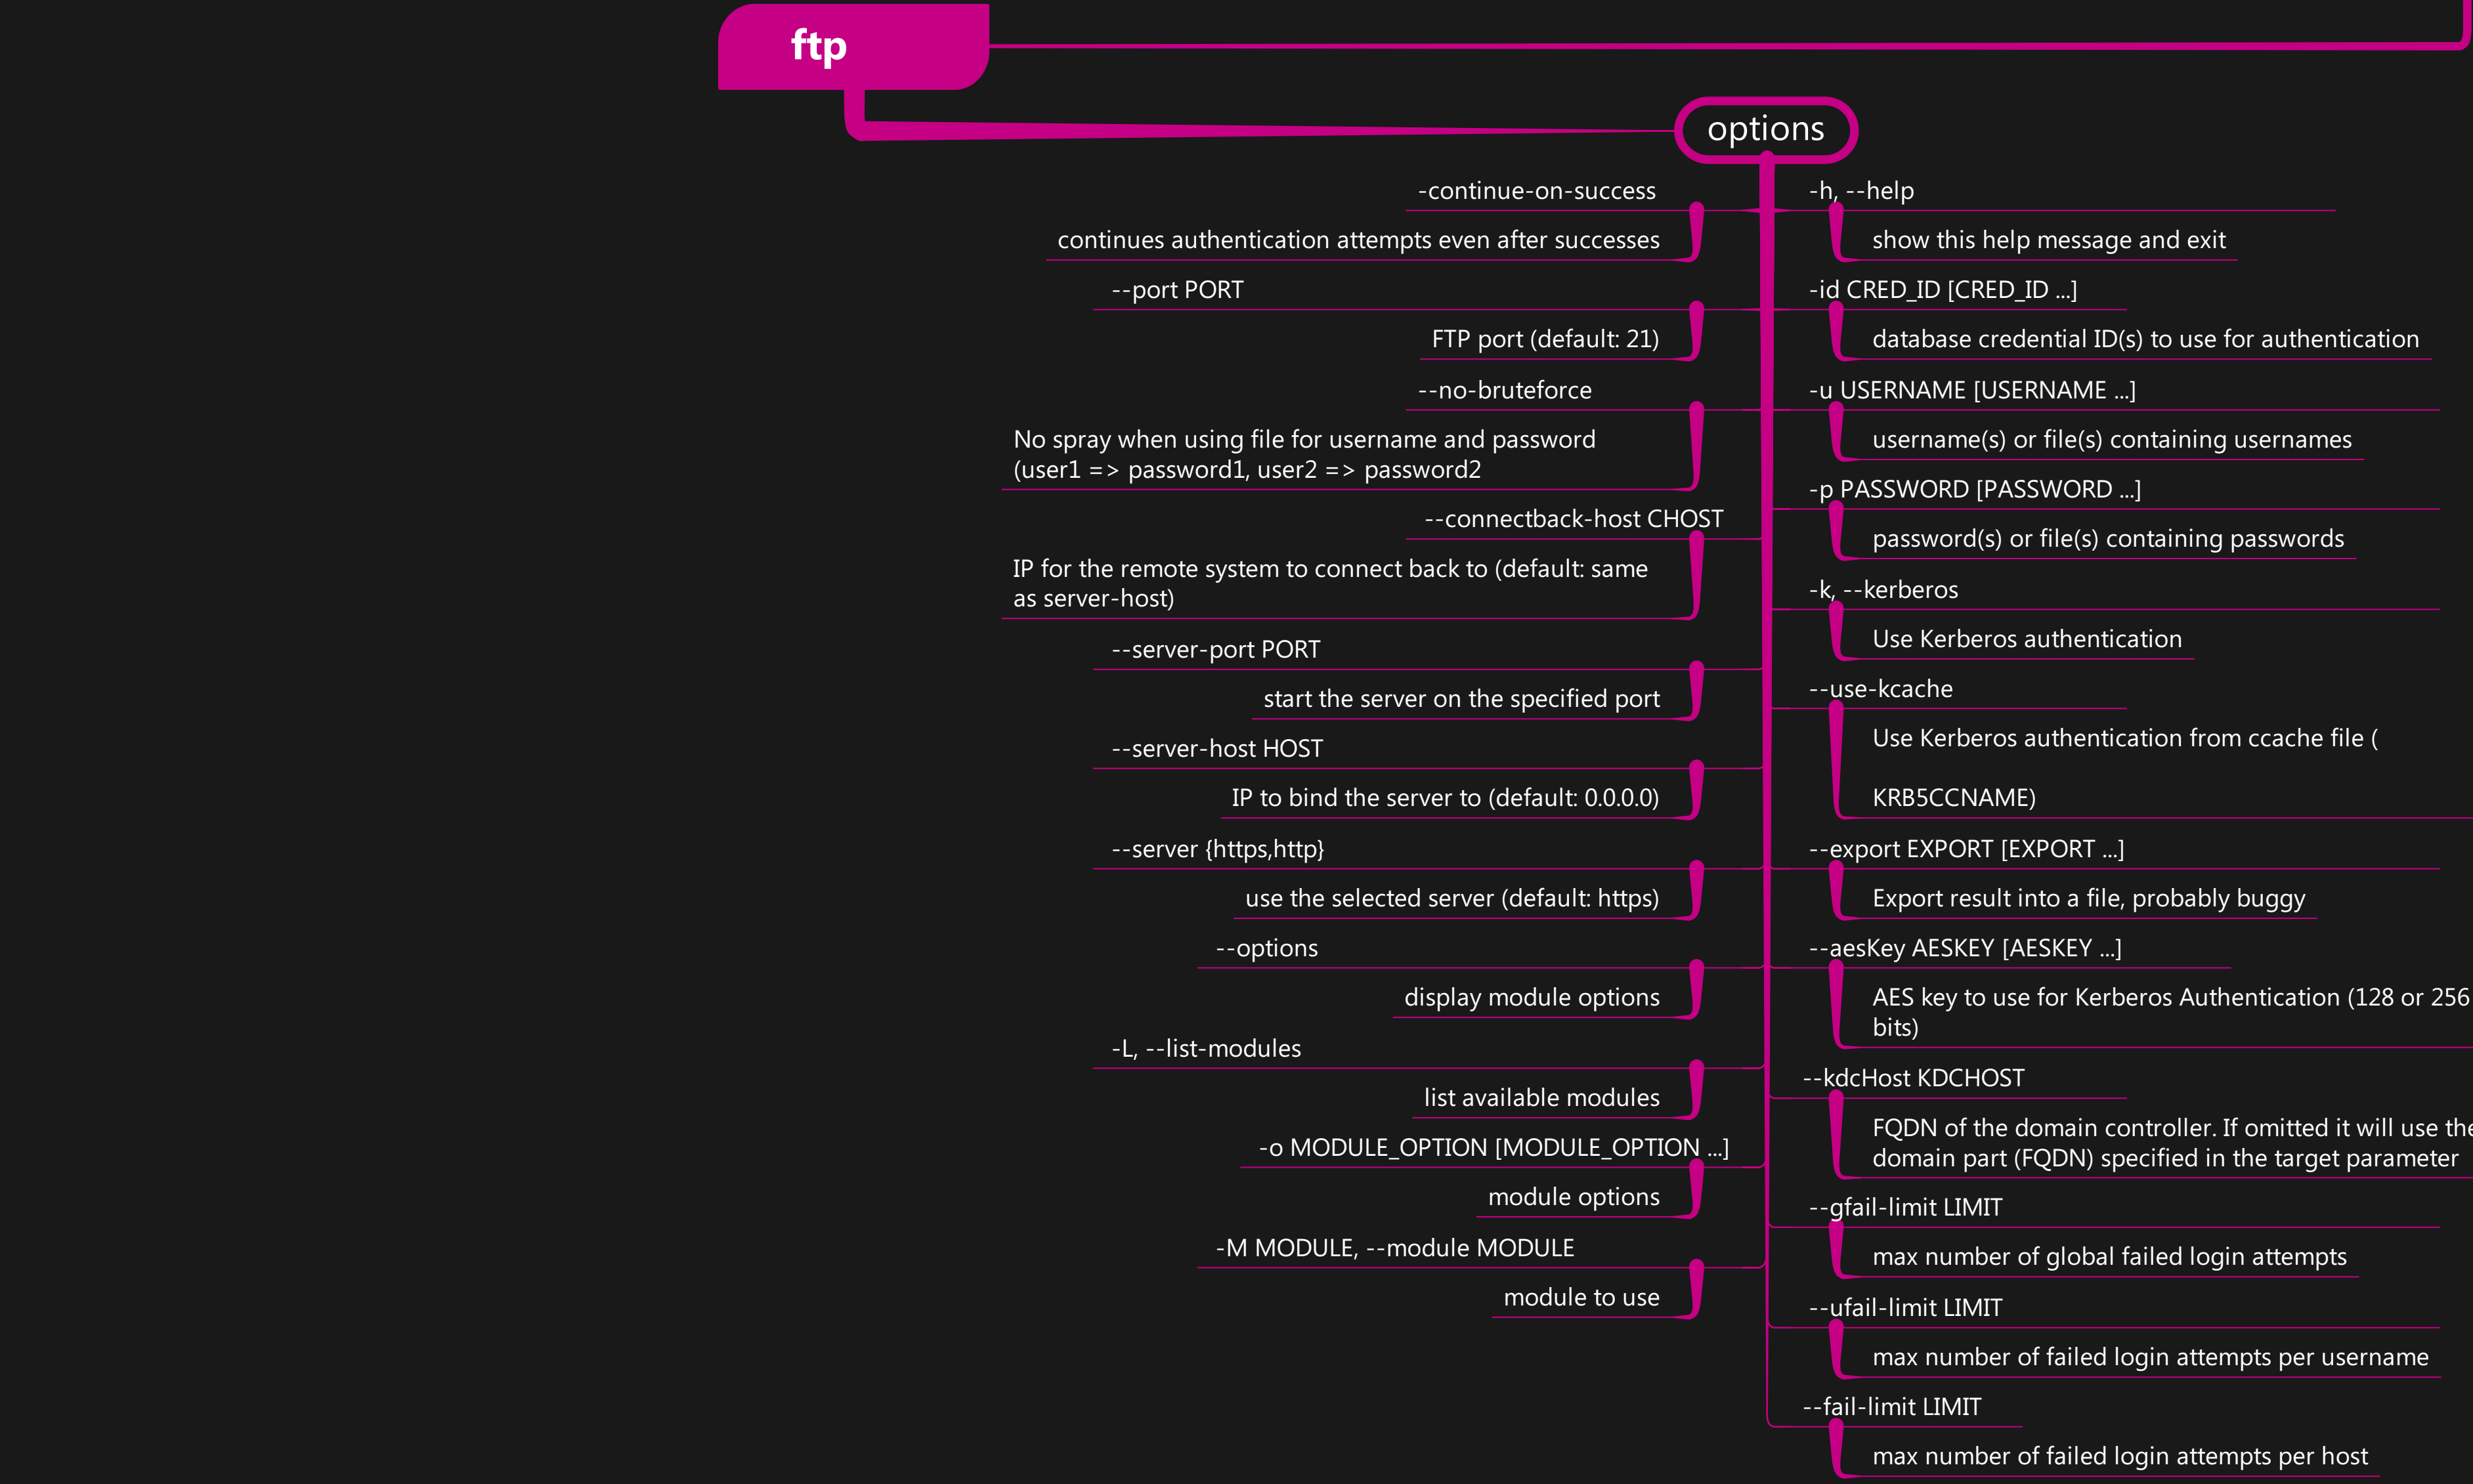 ftp
options
-continue-on-success
continues authentication attempts even after successes
--port PORT
FTP port (default: 21)
--no-bruteforce
No spray when using file for username and password
(user1 => password1, user2 => password2
--connectback-host CHOST
IP for the remote system to connect back to (default: same
as server-host)
--server-port PORT
start the server on the specified port
--server-host HOST
IP to bind the server to (default: 0.0.0.0)
--server {https,http}
use the selected server (default: https)
--options
display module options
-L, --list-modules
list available modules
-o MODULE_OPTION [MODULE_OPTION ...]
module options
-M MODULE, --module MODULE
module to use
-h, --help
show this help message and exit
-id CRED_ID [CRED_ID ...]
database credential ID(s) to use for authentication
-u USERNAME [USERNAME ...]
username(s) or file(s) containing usernames
-p PASSWORD [PASSWORD ...]
password(s) or file(s) containing passwords
-k, --kerberos
Use Kerberos authentication
--use-kcache
Use Kerberos authentication from ccache file (
KRB5CCNAME)
--export EXPORT [EXPORT ...]
Export result into a file, probably buggy
--aesKey AESKEY [AESKEY ...]
AES key to use for Kerberos Authentication (128 or 256
bits)
--kdcHost KDCHOST
FQDN of the domain controller. If omitted it will use the
domain part (FQDN) specified in the target parameter
--gfail-limit LIMIT
max number of global failed login attempts
--ufail-limit LIMIT
max number of failed login attempts per username
--fail-limit LIMIT
max number of failed login attempts per host